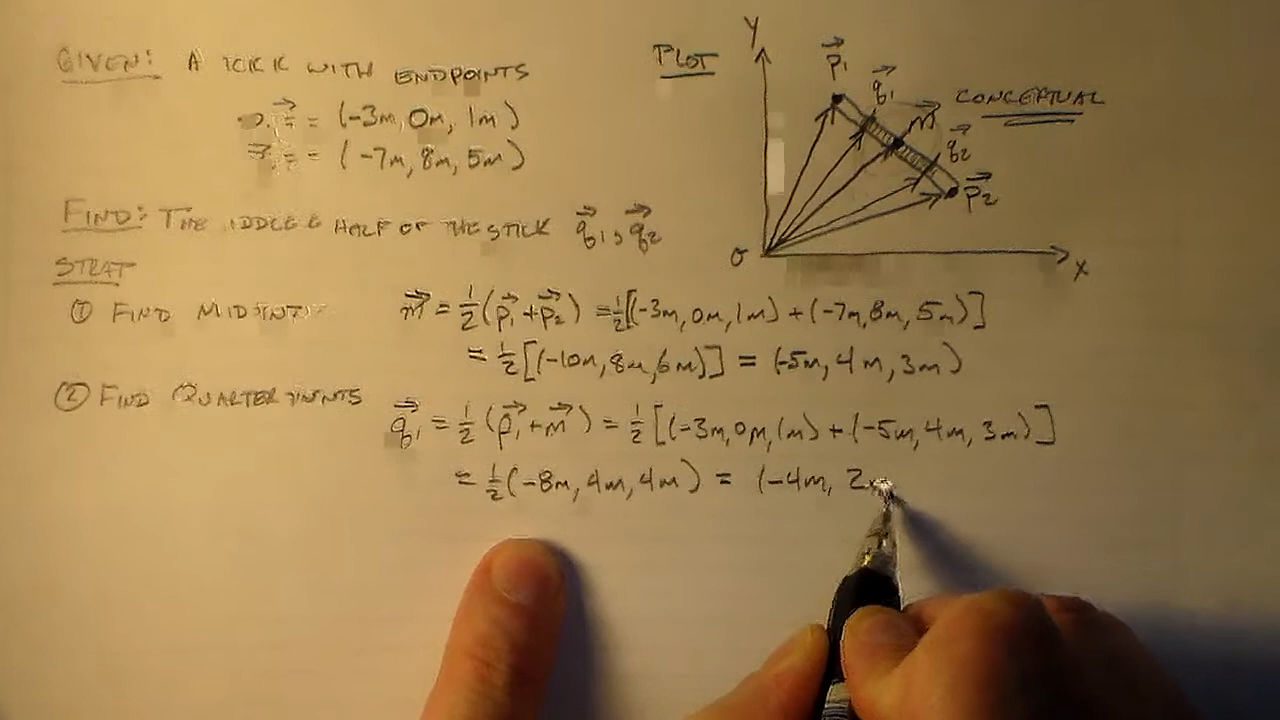 GIVEN: A STICK WITH ENDPOINTS
= (-3m, 0m, 1m)
= (-7m, 8m, 5m)
FIND: THE MIDDLE HALF OF THE STICK q⃗1, q⃗2
STRAT
① FIND MIDPOINT m⃗ = 1/2(p⃗1 + p⃗2) = 1/2[(-3m, 0m, 1m) + (-7m, 8m, 5m)]
= 1/2[(-10m, 8m, 6m)] = (-5m, 4m, 3m)
② FIND QUARTER POINTS q⃗1 = 1/2(p⃗1 + m⃗) = 1/2[(-3m, 0m, 1m) + (-5m, 4m, 3m)]
= 1/2(-8m, 4m, 4m) = (-4m, 2m
PLOT
Y
p⃗1
q⃗1
m⃗
CONCEPTUAL
q⃗2
p⃗2
O
X